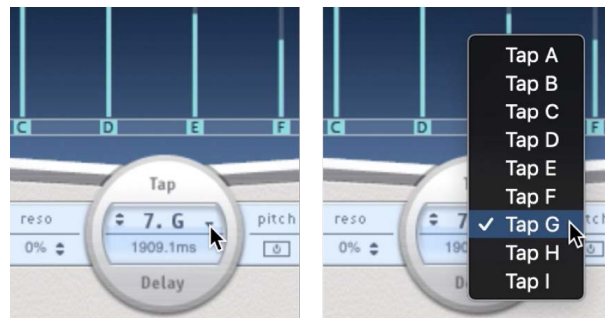 C D E F
Tap
reso
7. G
pitch
0%
1909.1ms
Delay
C D F
Tap A
Tap B
Tap C
Tap D
Tap E
Tap F
✓ Tap G
Tap H
Tap I
reso
7
0%
190